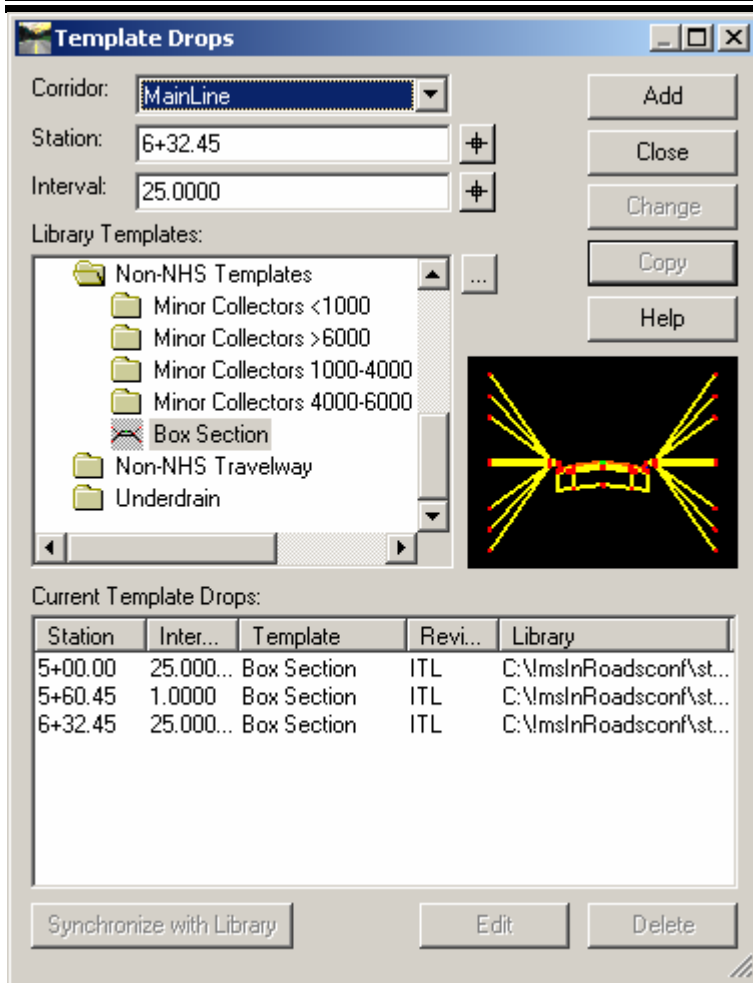 Template Drops
Corridor: MainLine Add
Station: 6+32.45 Close
Interval: 25.0000 Change
Library Templates: Copy
Non-NHS Templates ... Help
Minor Collectors <1000
Minor Collectors >6000
Minor Collectors 1000-4000
Minor Collectors 4000-6000
Box Section
Non-NHS Travelway
Underdrain
Current Template Drops:
Station Inter... Template Revi... Library
5+00.00 25.000... Box Section ITL C:\!msInRoadsconf\st...
5+60.45 1.0000 Box Section ITL C:\!msInRoadsconf\st...
6+32.45 25.000... Box Section ITL C:\!msInRoadsconf\st...
Synchronize with Library Edit Delete